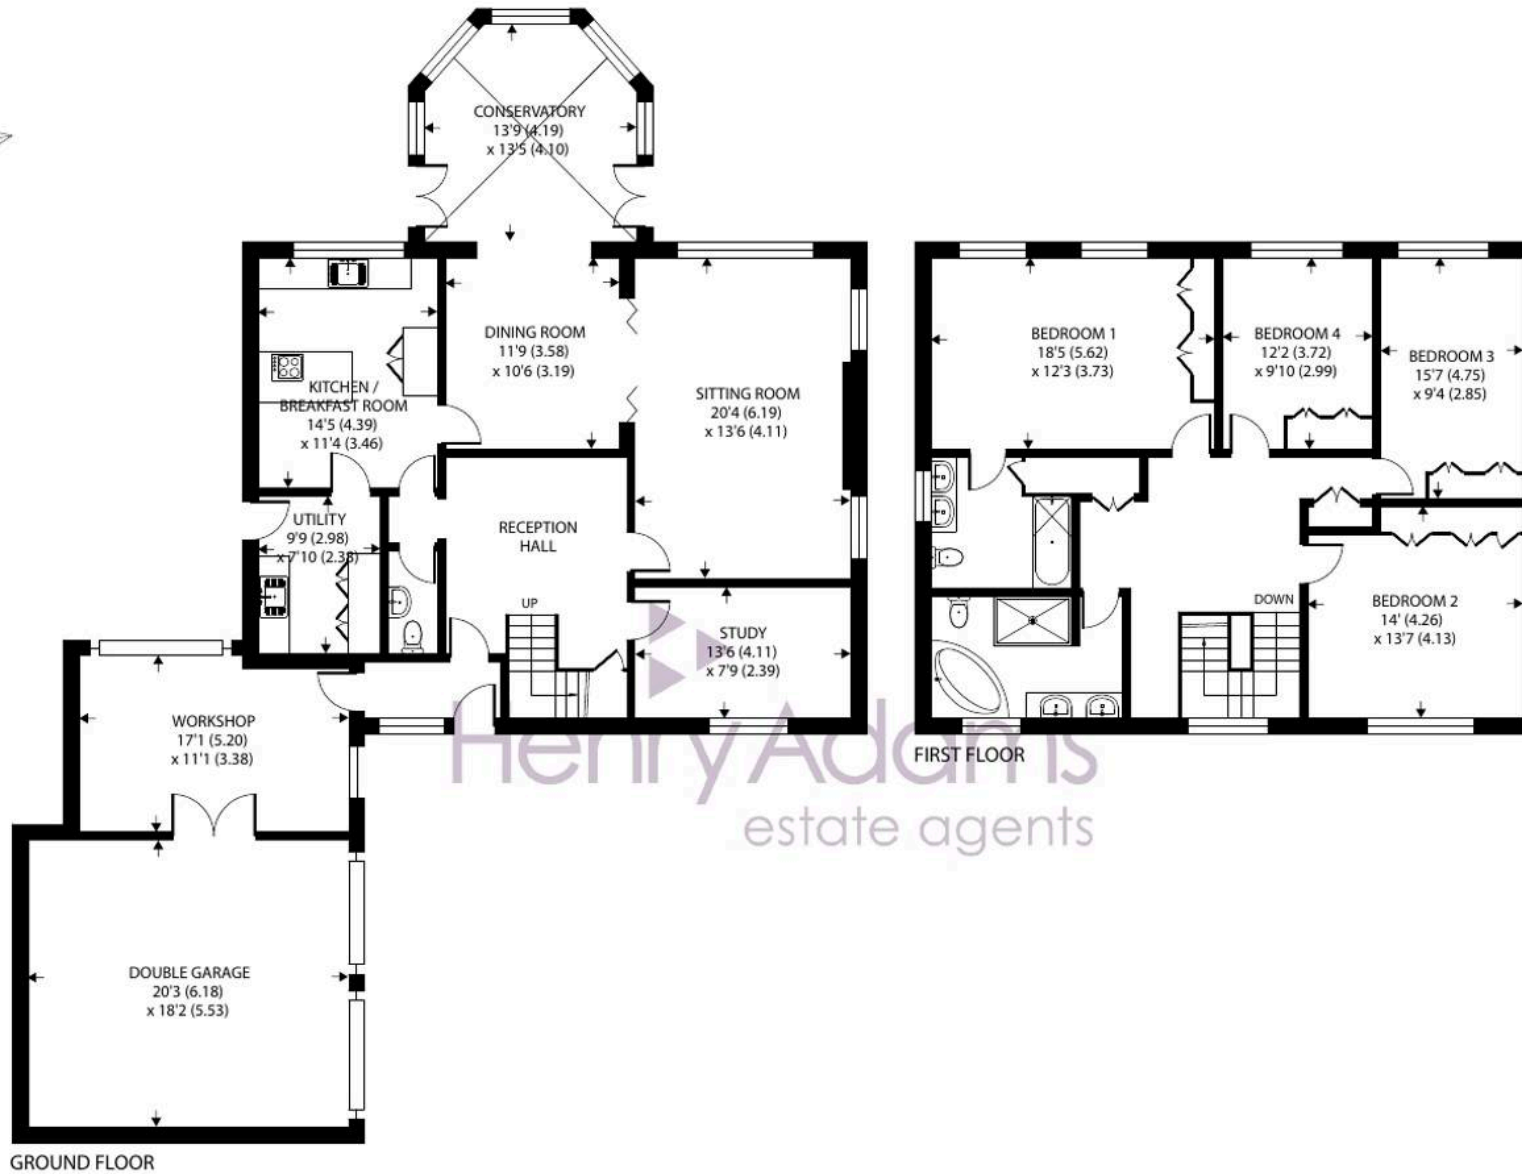 CONSERVATORY
13'9 (4.19)
x 13'5 (4.10)
DINING ROOM
11'9 (3.58)
x 10'6 (3.19)
KITCHEN /
BREAKFAST ROOM
14'5 (4.39)
x 11'4 (3.46)
SITTING ROOM
20'4 (6.19)
x 13'6 (4.11)
UTILITY
9'9 (2.98)
x 7'10 (2.38)
RECEPTION
HALL
UP
STUDY
13'6 (4.11)
x 7'9 (2.39)
WORKSHOP
17'1 (5.20)
x 11'1 (3.38)
DOUBLE GARAGE
20'3 (6.18)
x 18'2 (5.53)
GROUND FLOOR
BEDROOM 1
18'5 (5.62)
x 12'3 (3.73)
BEDROOM 4
12'2 (3.72)
x 9'10 (2.99)
BEDROOM 3
15'7 (4.75)
x 9'4 (2.85)
BEDROOM 2
14' (4.26)
x 13'7 (4.13)
DOWN
FIRST FLOOR
Henry Adams
estate agents